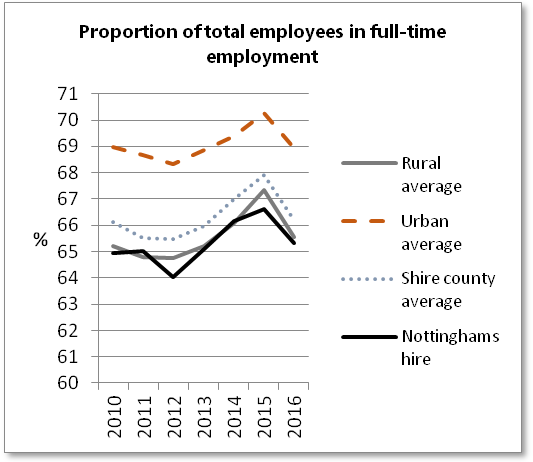 Proportion of total employees in full-time
employment
71
70
69
68
67
66
65
64
63
62
61
60
%
2010
2011
2012
2013
2014
2015
2016
Rural
average
Urban
average
Shire county
average
Nottinghams
hire